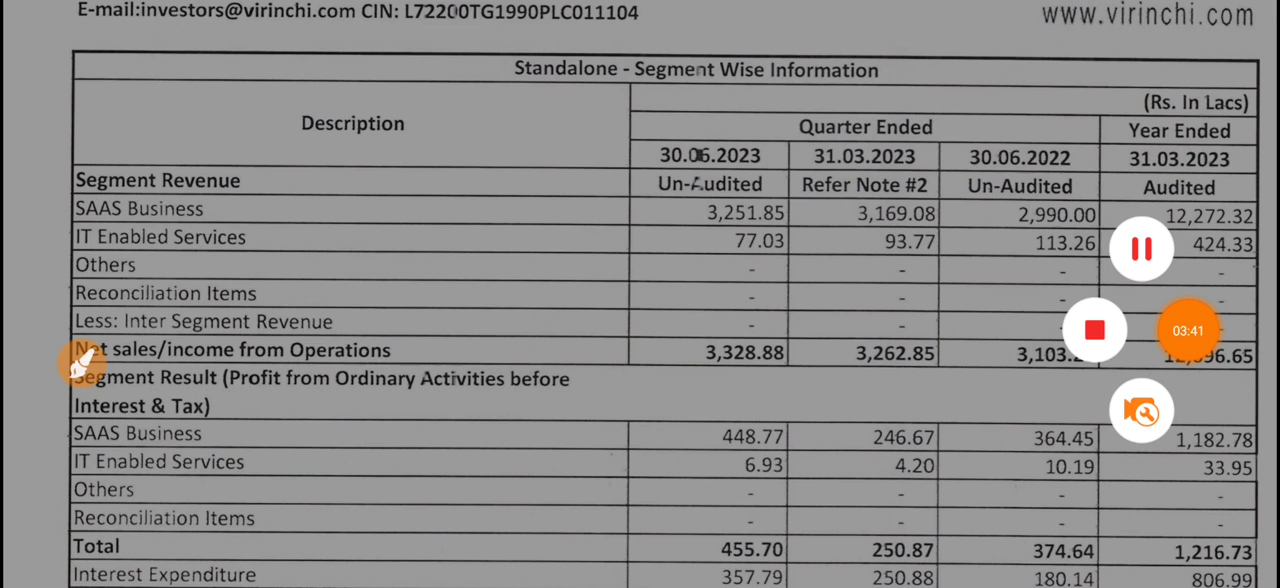 E-mail:investors@virinchi.com CIN: L72200TG1990PLC011104
www.virinchi.com
Standalone - Segment Wise Information
(Rs. In Lacs)
Description Quarter Ended Year Ended
30.06.2023 31.03.2023 30.06.2022 31.03.2023
Segment Revenue Un-Audited Refer Note #2 Un-Audited Audited
SAAS Business 3,251.85 3,169.08 2,990.00 12,272.32
IT Enabled Services 77.03 93.77 113.26 424.33
Others - - - -
Reconciliation Items - - - -
Less: Inter Segment Revenue - - -
03:41
Net sales/income from Operations 3,328.88 3,262.85
Segment Result (Profit from Ordinary Activities before
Interest & Tax)
SAAS Business 448.77 246.67 364.45 1,182.78
IT Enabled Services 6.93 4.20 10.19 33.95
Others - - - -
Reconciliation Items - - - -
Total 455.70 250.87 374.64 1,216.73
Interest Expenditure 357.79 250.88 180.14 806.99